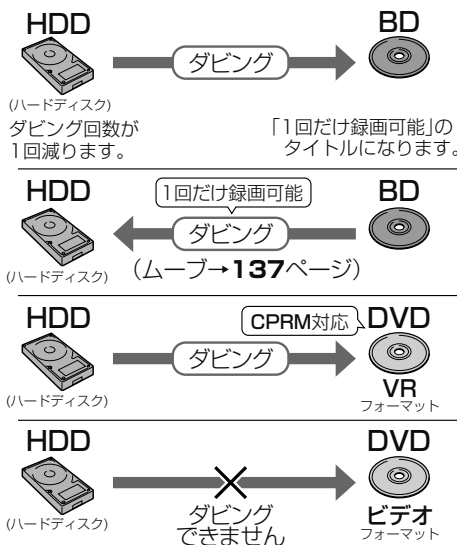 HDD
BD
ダビング
(ハードディスク)
ダビング回数が
1回減ります。
「1回だけ録画可能」の
タイトルになります。
HDD
1回だけ録画可能
BD
ダビング
(ハードディスク)
(ムーブ→137ページ)
HDD
CPRM対応
DVD
ダビング
(ハードディスク)
VR
フォーマット
HDD
DVD
ダビング
できません
(ハードディスク)
ビデオ
フォーマット